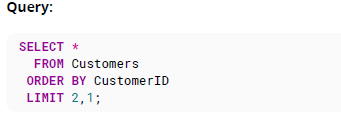 Query:
SELECT *
FROM Customers
ORDER BY CustomerID
LIMIT 2,1;